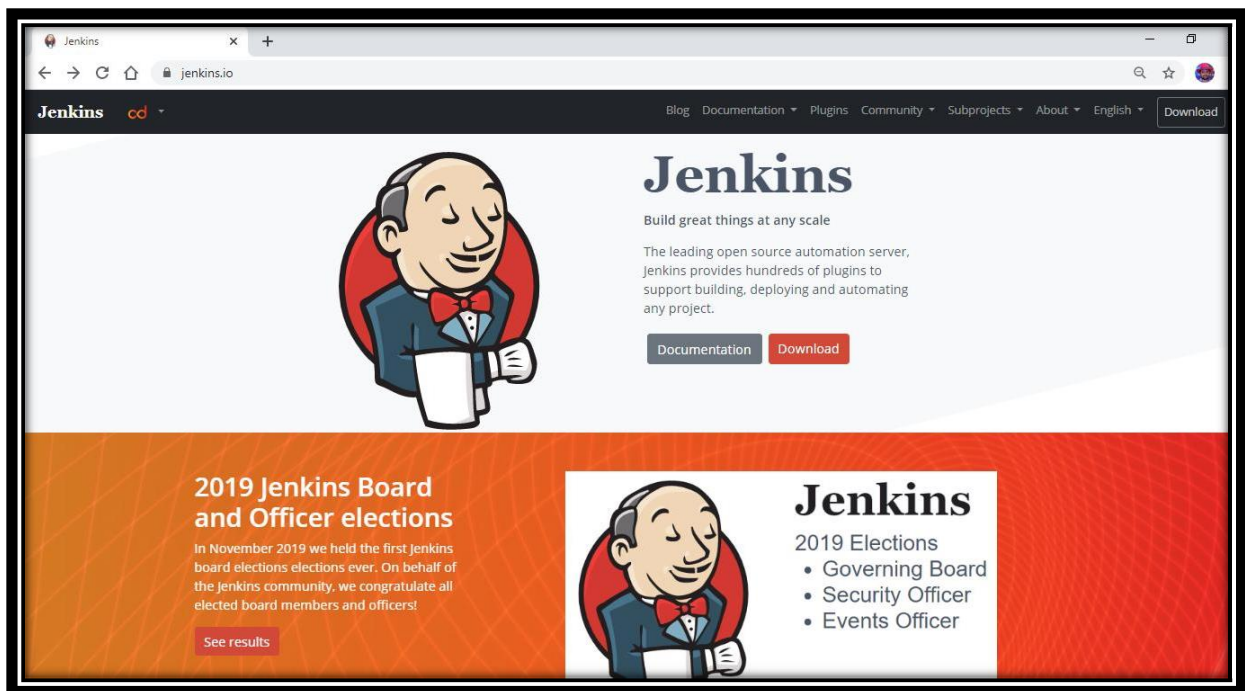 Jenkins
jenkins.io
Jenkins cd Blog Documentation Plugins Community Subprojects About English Download
Jenkins
Build great things at any scale
The leading open source automation server,
Jenkins provides hundreds of plugins to
support building, deploying and automating
any project.
Documentation Download
2019 Jenkins Board
and Officer elections
In November 2019 we held the first Jenkins
board elections elections ever. On behalf of
the Jenkins community, we congratulate all
elected board members and officers!
See results
Jenkins
2019 Elections
• Governing Board
• Security Officer
• Events Officer